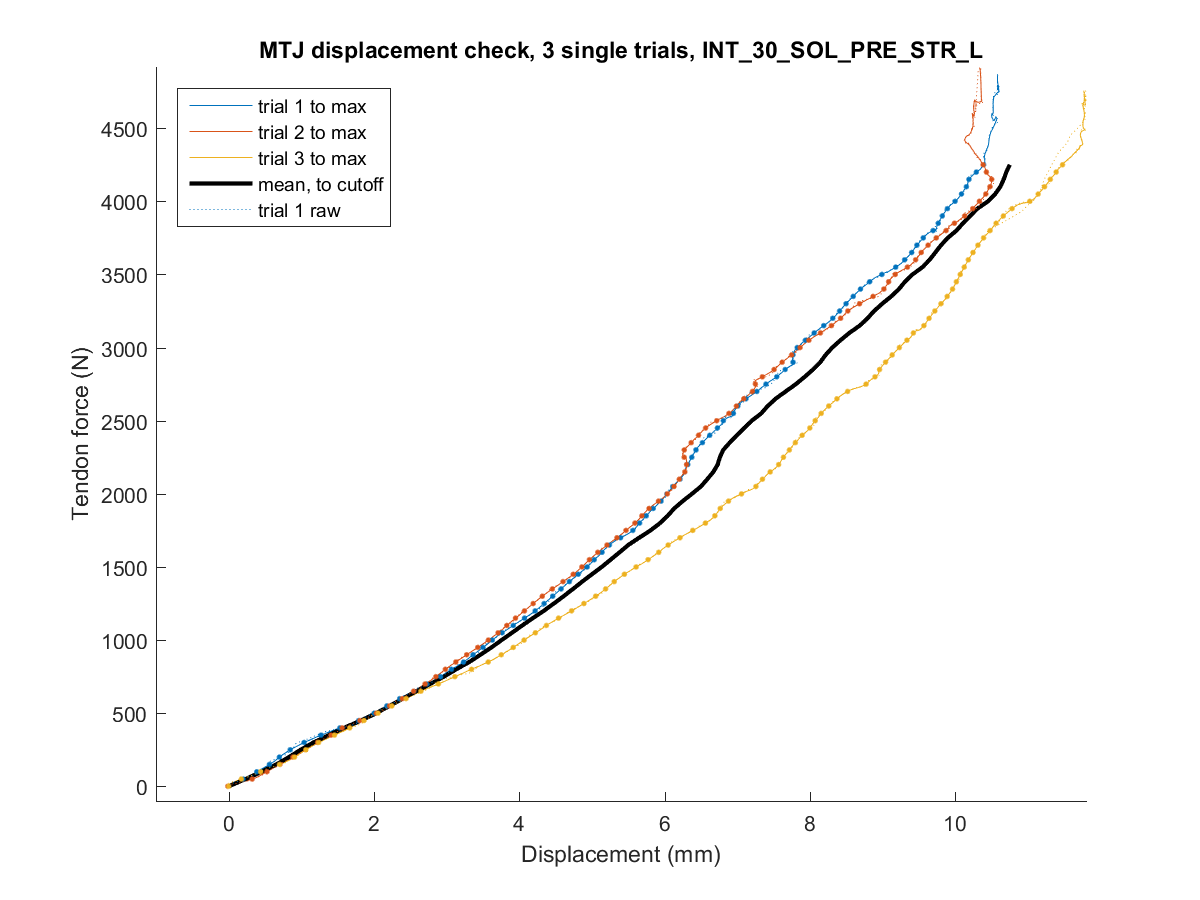 MTJ displacement check, 3 single trials, INT_30_SOL_PRE_STR_L
trial 1 to max
trial 2 to max
trial 3 to max
mean, to cutoff
trial 1 raw
4500
4000
3500
3000
2500
2000
1500
1000
500
0
Tendon force (N)
0 2 4 6 8 10
Displacement (mm)